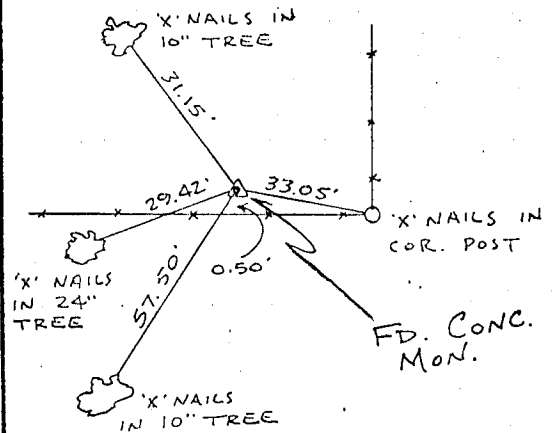 'X' NAILS IN
10" TREE
31.15'
29.42'
33.05'
'X' NAILS IN
COR. POST
0.50'
'X' NAILS
IN 24"
TREE
57.50'
FD. CONC.
MON.
'X' NAILS
IN 10" TREE